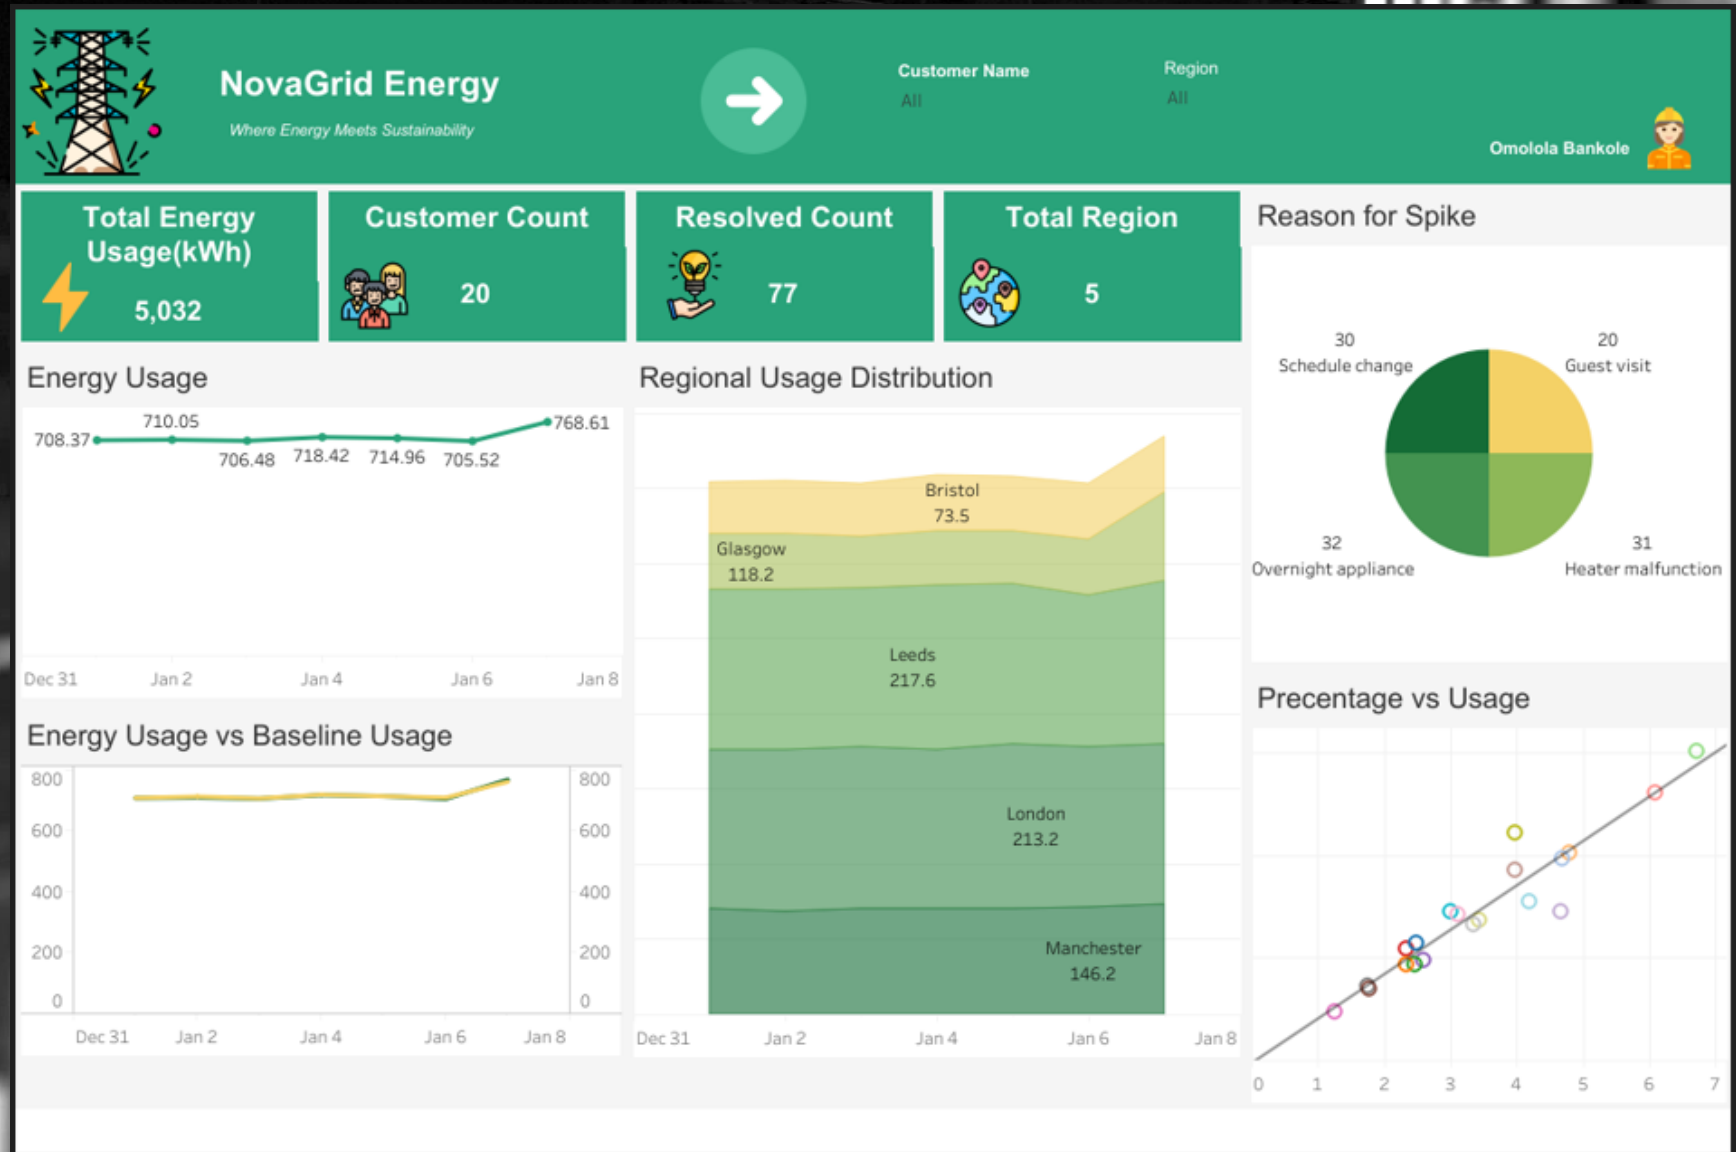 NovaGrid Energy
Where Energy Meets Sustainability
Customer Name
All
Region
All
Omolola Bankole
Total Energy
Usage(kWh)
5,032
Customer Count
20
Resolved Count
77
Total Region
5
Reason for Spike
30
Schedule change
20
Guest visit
32
Overnight appliance
31
Heater malfunction
Energy Usage
708.37
710.05
706.48
718.42
714.96
705.52
768.61
Dec 31
Jan 2
Jan 4
Jan 6
Jan 8
Regional Usage Distribution
Bristol
73.5
Glasgow
118.2
Leeds
217.6
London
213.2
Manchester
146.2
Dec 31
Jan 2
Jan 4
Jan 6
Jan 8
Energy Usage vs Baseline Usage
800
600
400
200
0
800
600
400
200
0
Dec 31
Jan 2
Jan 4
Jan 6
Jan 8
Precentage vs Usage
0
1
2
3
4
5
6
7